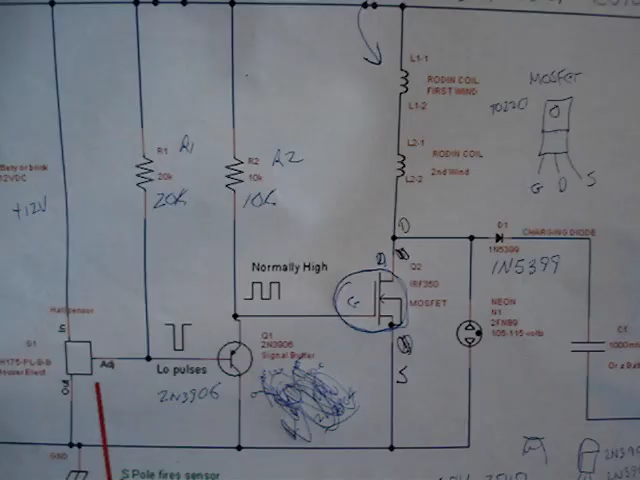 L1-1
RODIN COIL
FIRST WIND
L1-2
MOSFET
TO220
G D S
R1
20k
R1
20K
R2
10k
R2
10K
L2-1
RODIN COIL
2nd Wind
L2-2
12VDC
+12V
D
D1
CHARGING DIODE
1N5399
1N5399
Normally High
Q2
IRF350
MOSFET
G
NEON
N1
2FNB9
105-115 volts
Hall sensor
In
S1
Adj
Out
Lo pulses
2N3906
Q1
2N3906
Signal Buffer
S
C1
GND
S Pole fires sensor